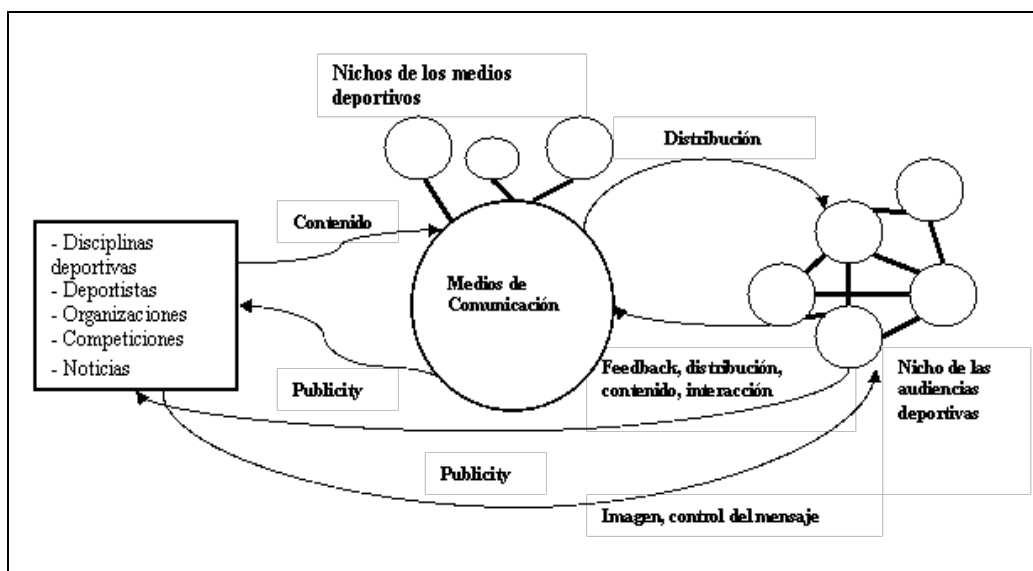 Nichos de los medios
deportivos
Distribución
Contenido
- Disciplinas
deportivas
- Deportistas
- Organizaciones
- Competiciones
- Noticias
Medios de
Comunicación
Publicity
Feedback, distribución,
contenido, interacción
Nicho de las
audiencias
deportivas
Publicity
Imagen, control del mensaje